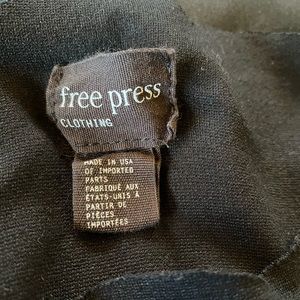 free press
CLOTHING
MADE IN USA
OF IMPORTED
PARTS
FABRIQUÉ AUX
ÉTATS-UNIS À
PARTIR DE
PIÈCES
IMPORTÉES